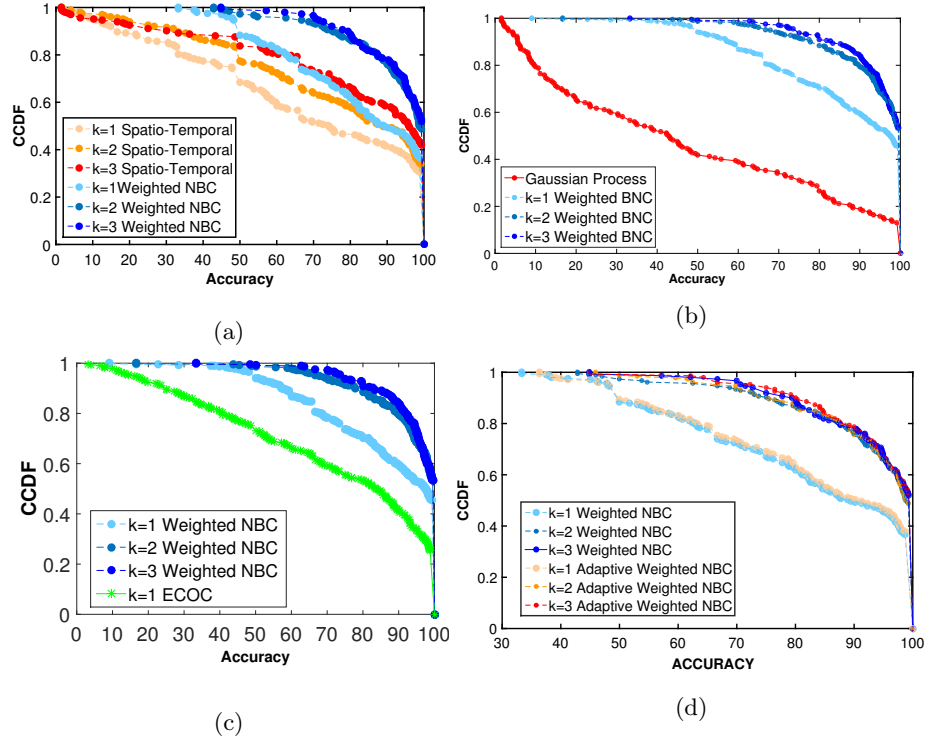 1
0.8
0.6
0.4
0.2
0
CCDF
k=1 Spatio-Temporal
k=2 Spatio-Temporal
k=3 Spatio-Temporal
k=1Weighted NBC
k=2 Weighted NBC
k=3 Weighted NBC
0 10 20 30 40 50 60 70 80 90 100
Accuracy
(a)
1
0.8
0.6
0.4
0.2
0
CCDF
Gaussian Process
k=1 Weighted BNC
k=2 Weighted BNC
k=3 Weighted BNC
0 10 20 30 40 50 60 70 80 90 100
Accuracy
(b)
1
0.8
0.6
0.4
0.2
0
CCDF
k=1 Weighted NBC
k=2 Weighted NBC
k=3 Weighted NBC
k=1 ECOC
0 10 20 30 40 50 60 70 80 90 100
Accuracy
(c)
1
0.8
0.6
0.4
0.2
0
CCDF
k=1 Weighted NBC
k=2 Weighted NBC
k=3 Weighted NBC
k=1 Adaptive Weighted NBC
k=2 Adaptive Weighted NBC
k=3 Adaptive Weighted NBC
30 40 50 60 70 80 90 100
ACCURACY
(d)